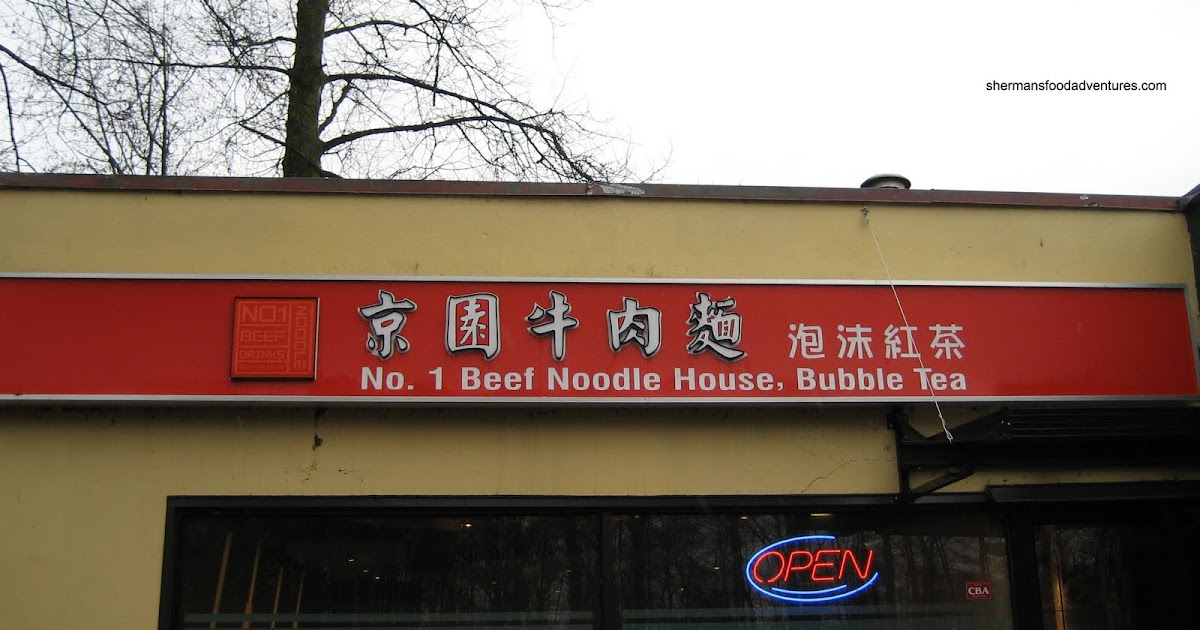 shermansfoodadventures.com
京園牛肉麵 泡沫紅茶
No. 1 Beef Noodle House, Bubble Tea
NO1
BEEF
DRINKS
NOODLE
OPEN
CBA